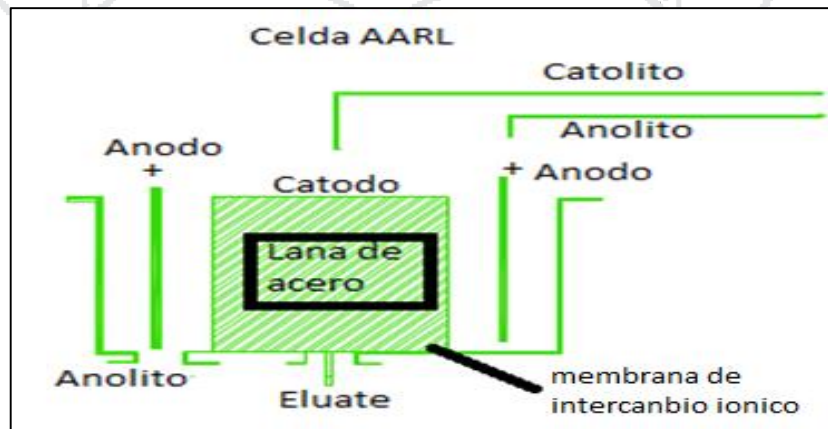 Celda AARL
Catolito
Anolito
Anodo
+
+ Anodo
Catodo
Lana de
acero
Anolito
Eluate
membrana de
intercanbio ionico